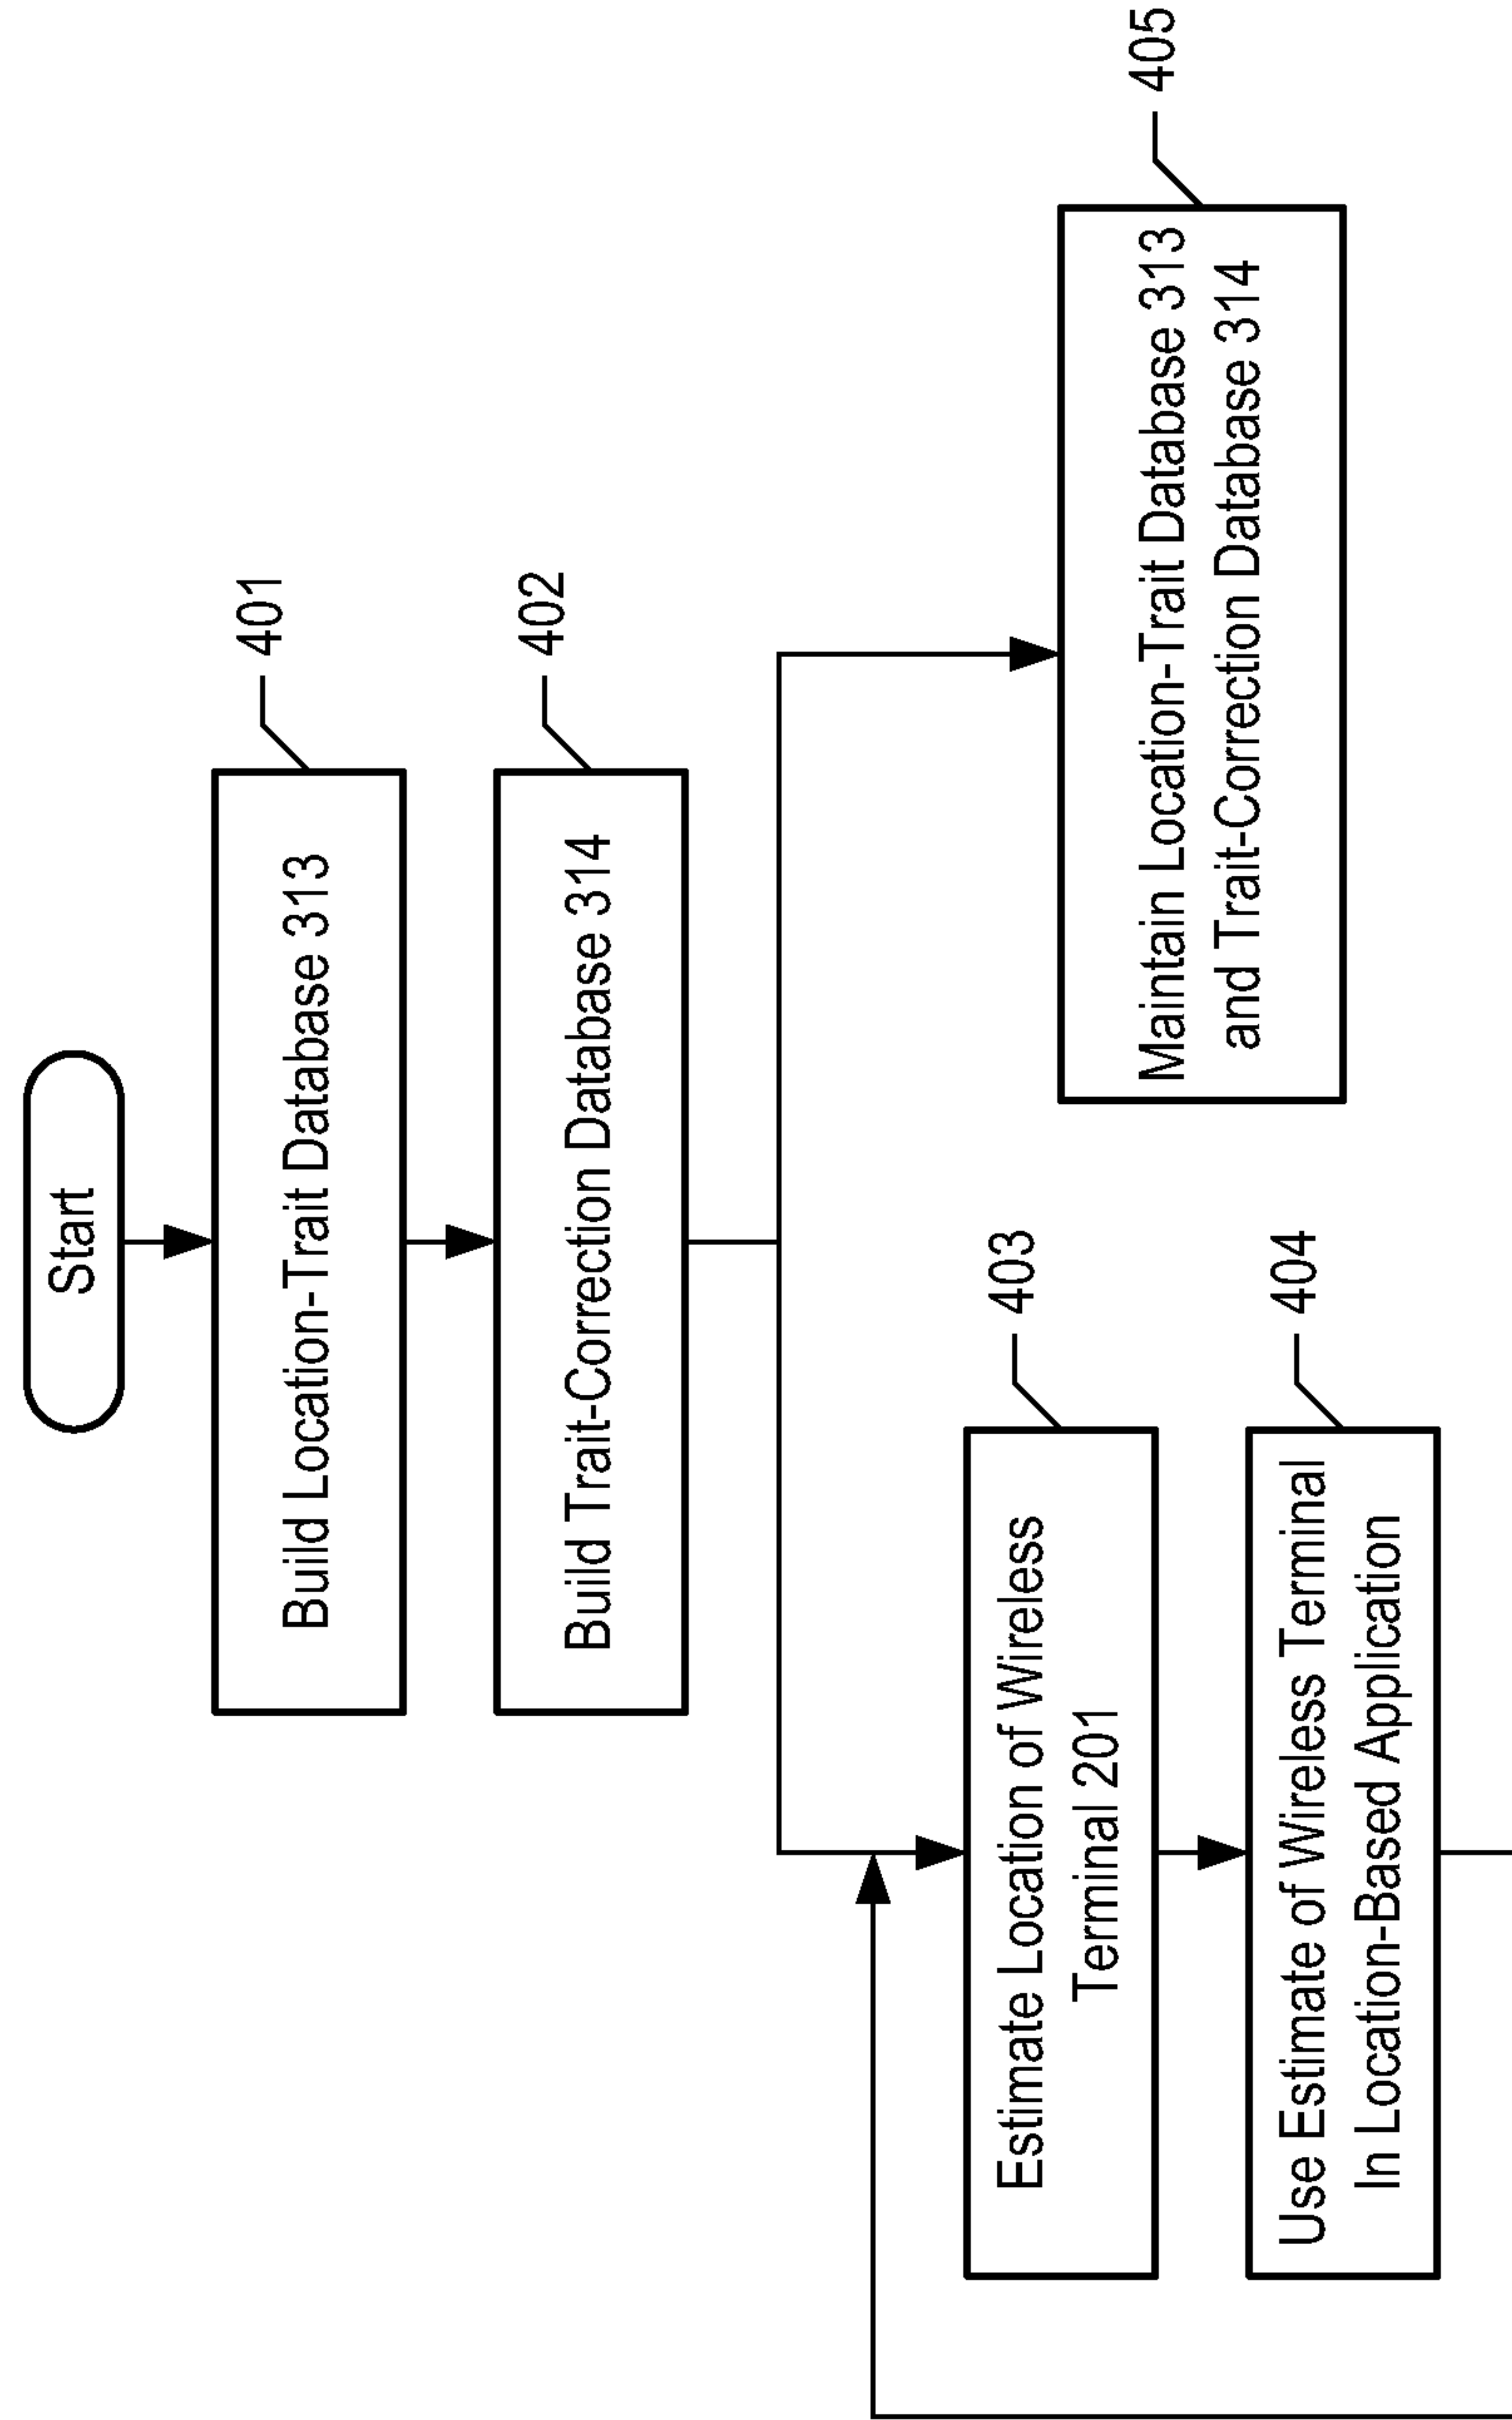 Start
401
Build Location-Trait Database 313
402
Build Trait-Correction Database 314
403
Estimate Location of Wireless
Terminal 201
404
Use Estimate of Wireless Terminal
In Location-Based Application
405
Maintain Location-Trait Database 313
and Trait-Correction Database 314